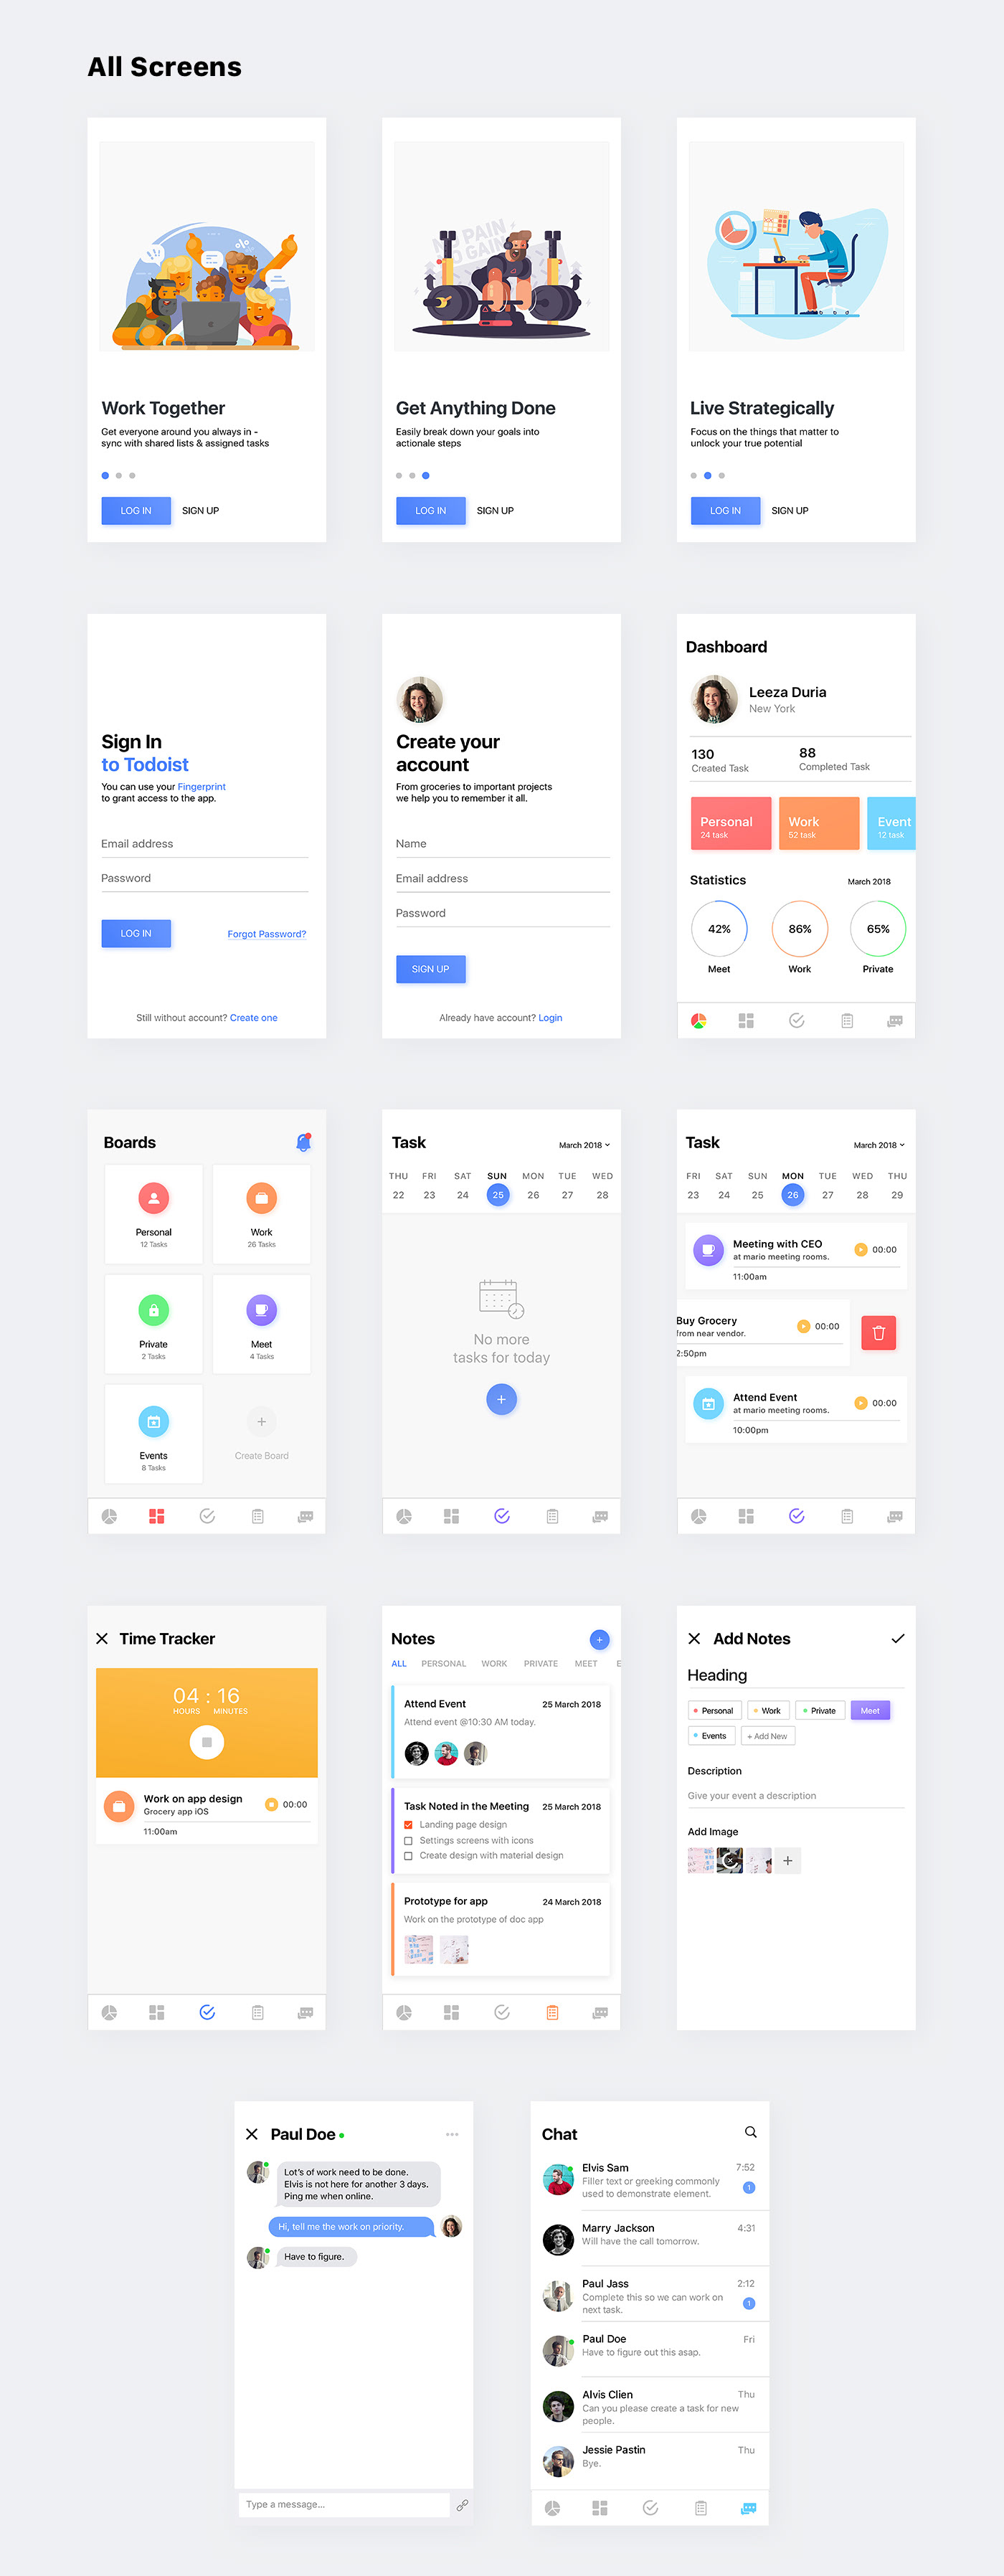 All Screens
NO PAIN
NO GAIN
Work Together
Get everyone around you always in -
sync with shared lists & assigned tasks
LOG IN
SIGN UP
Get Anything Done
Easily break down your goals into
actionale steps
LOG IN
SIGN UP
Live Strategically
Focus on the things that matter to
unlock your true potential
LOG IN
SIGN UP
Sign In
to Todoist
You can use your Fingerprint
to grant access to the app.
Email address
Password
LOG IN
Forgot Password?
Still without account? Create one
Create your
account
From groceries to important projects
we help you to remember it all.
Name
Email address
Password
SIGN UP
Already have account? Login
Dashboard
Leeza Duria
New York
130
Created Task
88
Completed Task
Personal
24 task
Work
52 task
Event
12 task
Statistics
March 2018
42%
86%
65%
Meet
Work
Private
Boards
Personal
12 Tasks
Work
26 Tasks
Private
2 Tasks
Meet
4 Tasks
Events
8 Tasks
+
Create Board
Task
March 2018
THU FRI SAT SUN MON TUE WED
22 23 24 25 26 27 28
No more
tasks for today
+
Task
March 2018
FRI SAT SUN MON TUE WED THU
23 24 25 26 27 28 29
Meeting with CEO
at mario meeting rooms.
00:00
11:00am
Buy Grocery
from near vendor.
00:00
2:50pm
Attend Event
at mario meeting rooms.
00:00
10:00pm
Time Tracker
04 : 16
HOURS MINUTES
Work on app design
Grocery app iOS
00:00
11:00am
Notes
+
ALL PERSONAL WORK PRIVATE MEET E
Attend Event 25 March 2018
Attend event @10:30 AM today.
Task Noted in the Meeting 25 March 2018
Landing page design
Settings screens with icons
Create design with material design
Prototype for app 24 March 2018
Work on the prototype of doc app
Add Notes
Heading
Personal Work Private Meet
Events + Add New
Description
Give your event a description
Add Image
+
Paul Doe
Lot's of work need to be done.
Elvis is not here for another 3 days.
Ping me when online.
Hi, tell me the work on priority.
Have to figure.
Type a message...
Chat
Elvis Sam 7:52
Filler text or greeking commonly
used to demonstrate element.
1
Marry Jackson 4:31
Will have the call tomorrow.
Paul Jass 2:12
Complete this so we can work on
next task.
1
Paul Doe Fri
Have to figure out this asap.
Alvis Clien Thu
Can you please create a task for new
people.
Jessie Pastin Thu
Bye.